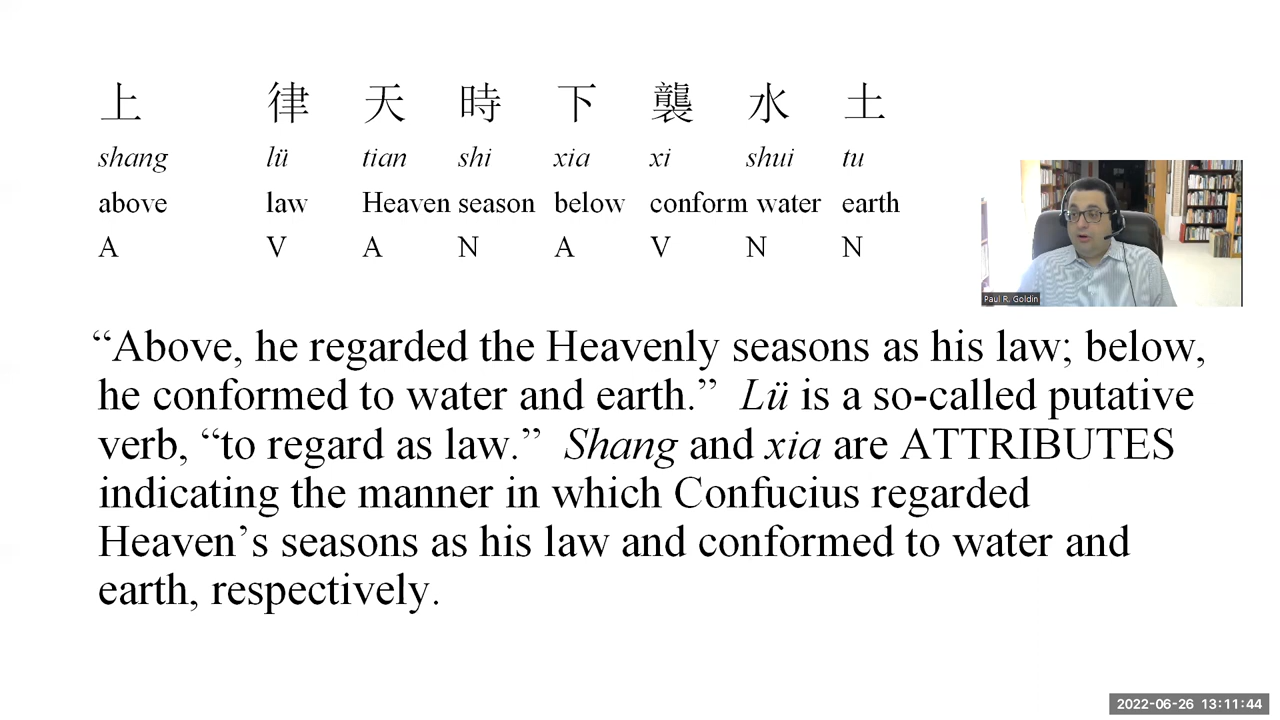 上 律 天 時 下 襲 水 土
shang lü tian shi xia xi shui tu
above law Heaven season below conform water earth
A V A N A V N N
“Above, he regarded the Heavenly seasons as his law; below,
he conformed to water and earth.” Lü is a so-called putative
verb, “to regard as law.” Shang and xia are ATTRIBUTES
indicating the manner in which Confucius regarded
Heaven’s seasons as his law and conformed to water and
earth, respectively.
Paul R. Goldin
2022-06-26 13:11:44